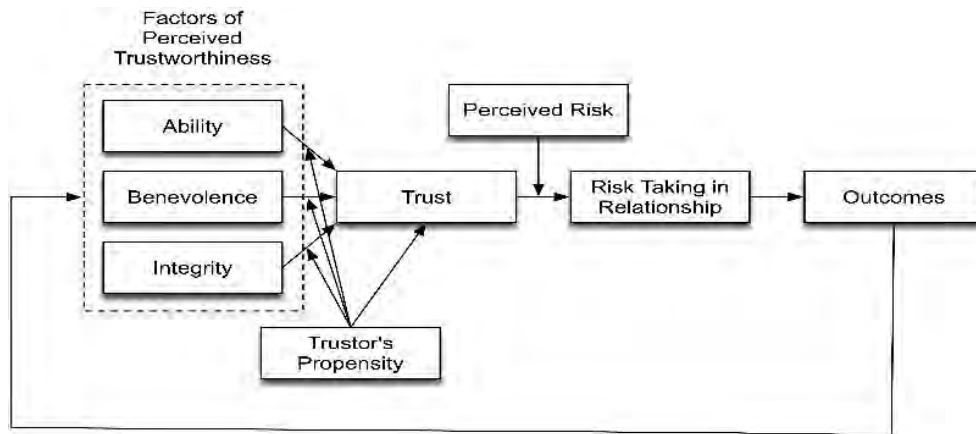 Factors of
Perceived
Trustworthiness
Ability
Benevolence
Integrity
Trustor's
Propensity
Trust
Perceived Risk
Risk Taking in
Relationship
Outcomes